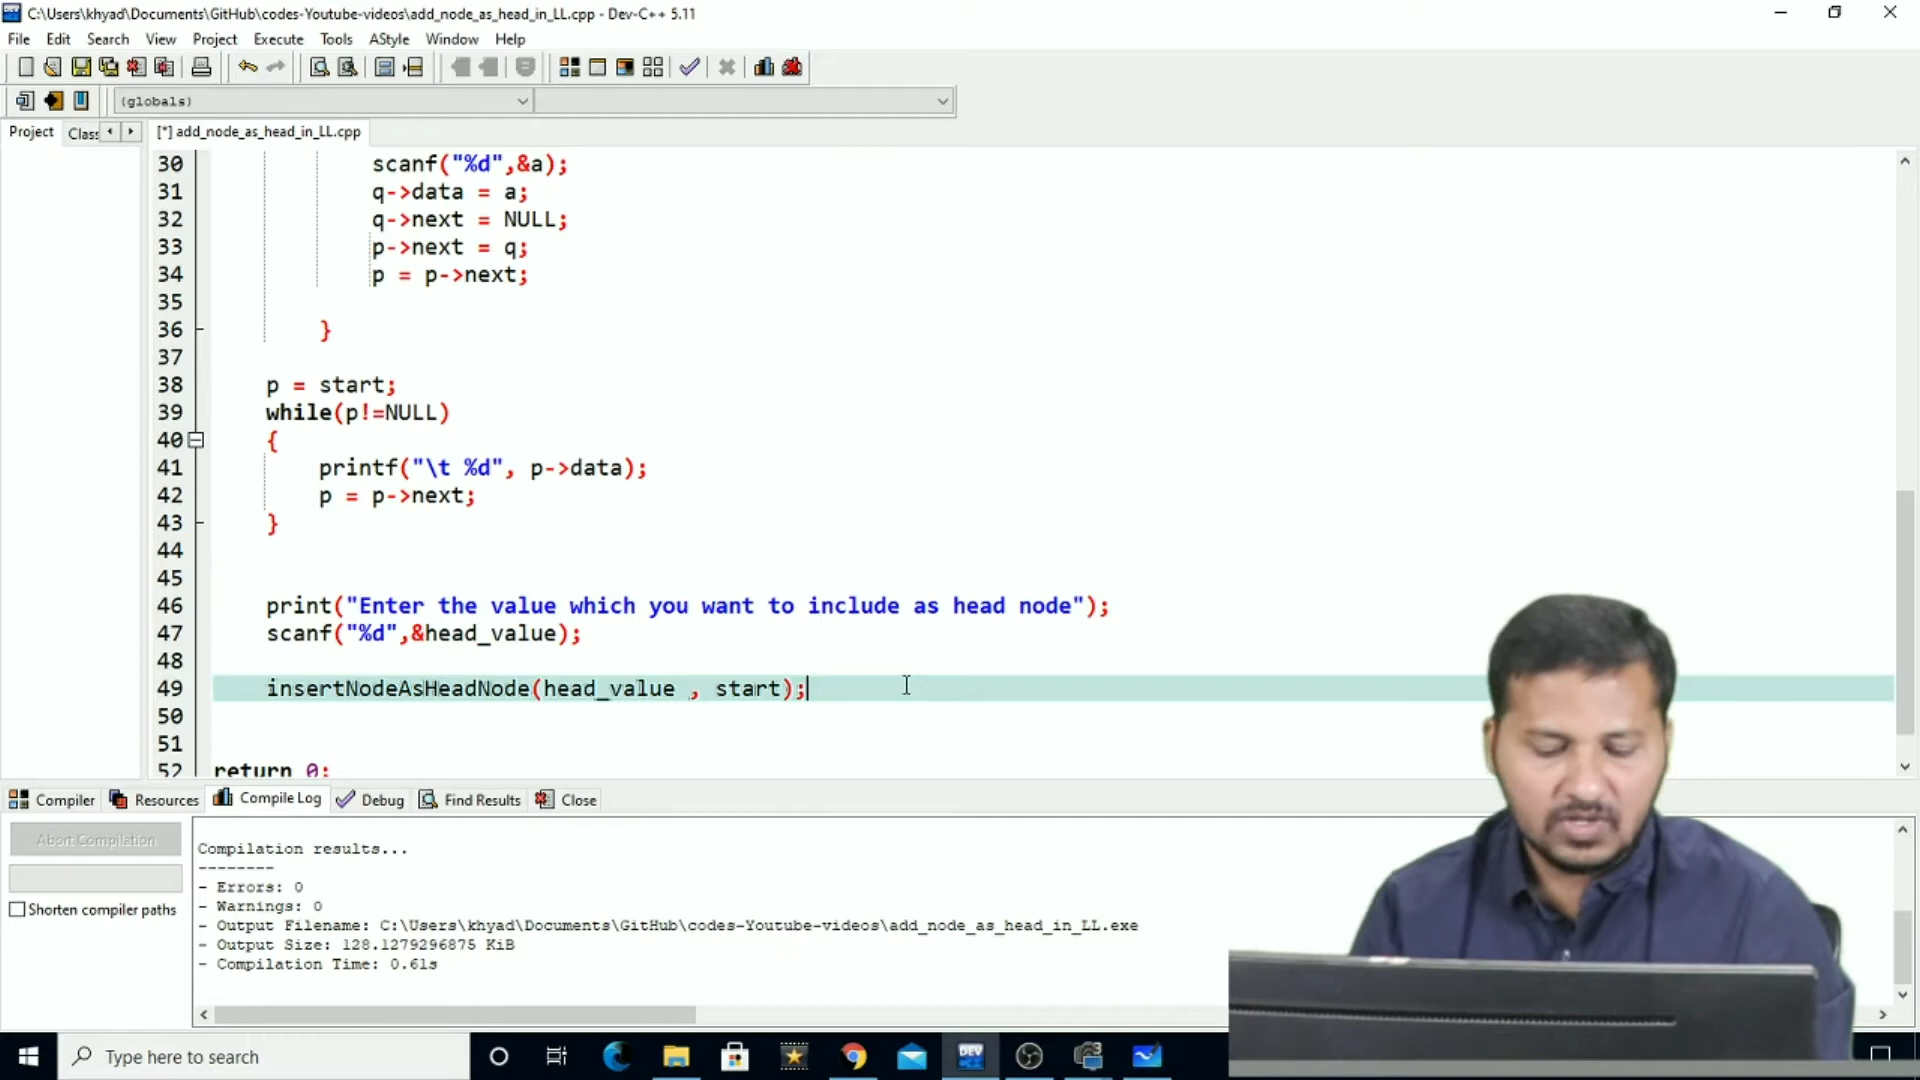 C:\Users\khyad\Documents\GitHub\codes-Youtube-videos\add_node_as_head_in_LL.cpp - Dev-C++ 5.11
File Edit Search View Project Execute Tools AStyle Window Help
(globals)
Project Clas: [*] add_node_as_head_in_LL.cpp
30 scanf("%d",&a);
31 q->data = a;
32 q->next = NULL;
33 p->next = q;
34 p = p->next;
35
36 }
37
38 p = start;
39 while(p!=NULL)
40 {
41 printf("\t %d", p->data);
42 p = p->next;
43 }
44
45
46 print("Enter the value which you want to include as head node");
47 scanf("%d",&head_value);
48
49 insertNodeAsHeadNode(head_value , start);
50
51
52 return 0;
Compiler Resources Compile Log Debug Find Results Close
Abort Compilation
Shorten compiler paths
Compilation results...
--------
- Errors: 0
- Warnings: 0
- Output Filename: C:\Users\khyad\Documents\GitHub\codes-Youtube-videos\add_node_as_head_in_LL.exe
- Output Size: 128.1279296875 KiB
- Compilation Time: 0.61s
Type here to search
DEV